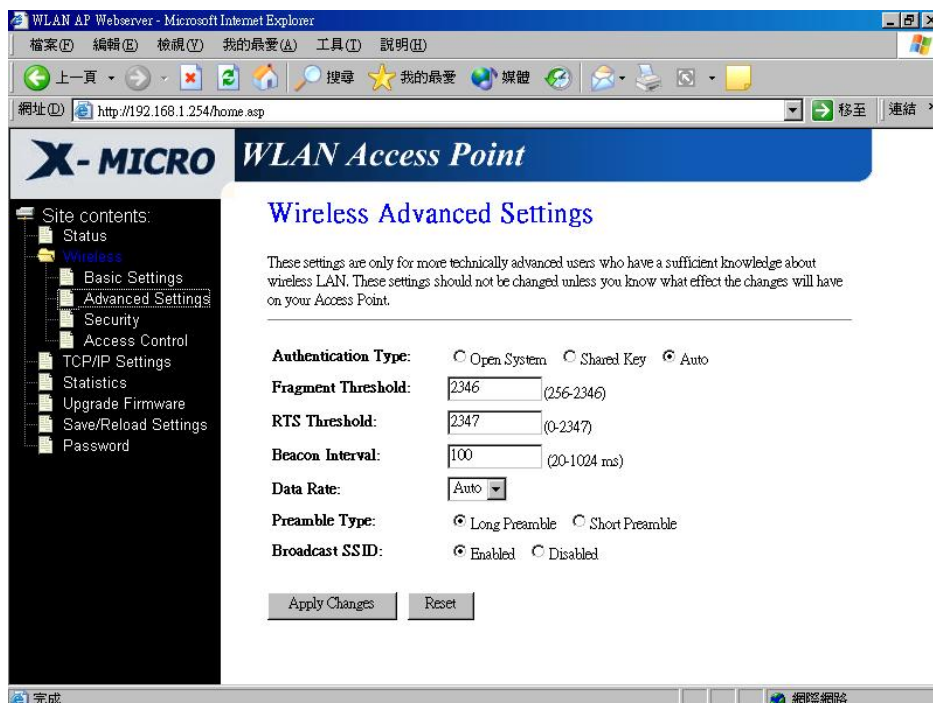 WLAN AP Webserver - Microsoft Internet Explorer
檔案(F) 編輯(E) 檢視(V) 我的最愛(A) 工具(T) 說明(H)
上一頁 搜尋 我的最愛 媒體
網址(D) http://192.168.1.254/home.asp 移至 連結
X-MICRO WLAN Access Point
Site contents:
Status
Wireless
Basic Settings
Advanced Settings
Security
Access Control
TCP/IP Settings
Statistics
Upgrade Firmware
Save/Reload Settings
Password
Wireless Advanced Settings
These settings are only for more technically advanced users who have a sufficient knowledge about
wireless LAN. These settings should not be changed unless you know what effect the changes will have
on your Access Point.
Authentication Type: Open System Shared Key Auto
Fragment Threshold: 2346 (256-2346)
RTS Threshold: 2347 (0-2347)
Beacon Interval: 100 (20-1024 ms)
Data Rate: Auto
Preamble Type: Long Preamble Short Preamble
Broadcast SSID: Enabled Disabled
Apply Changes Reset
完成 網際網路